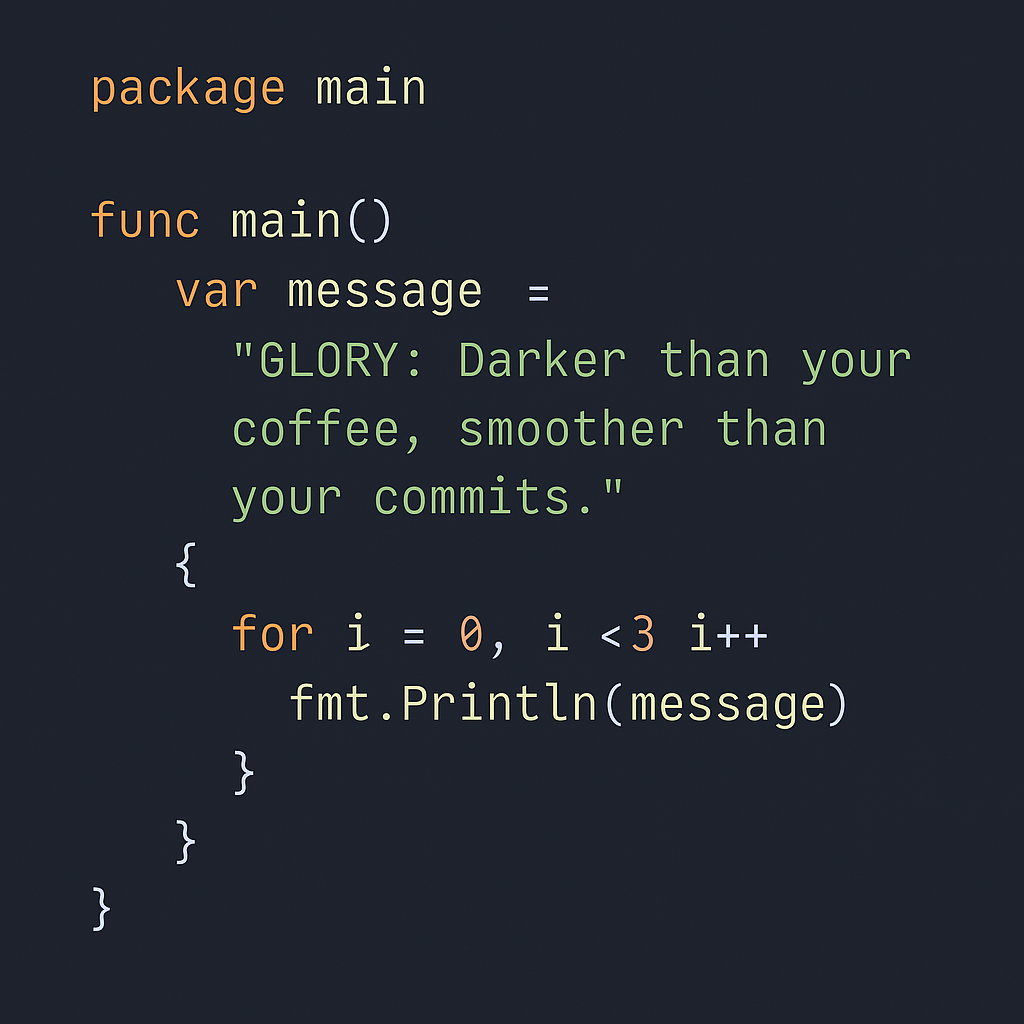 package main
func main()
var message =
"GLORY: Darker than your
coffee, smoother than
your commits."
{
for i = 0, i <3 i++
fmt.Println(message)
}
}
}